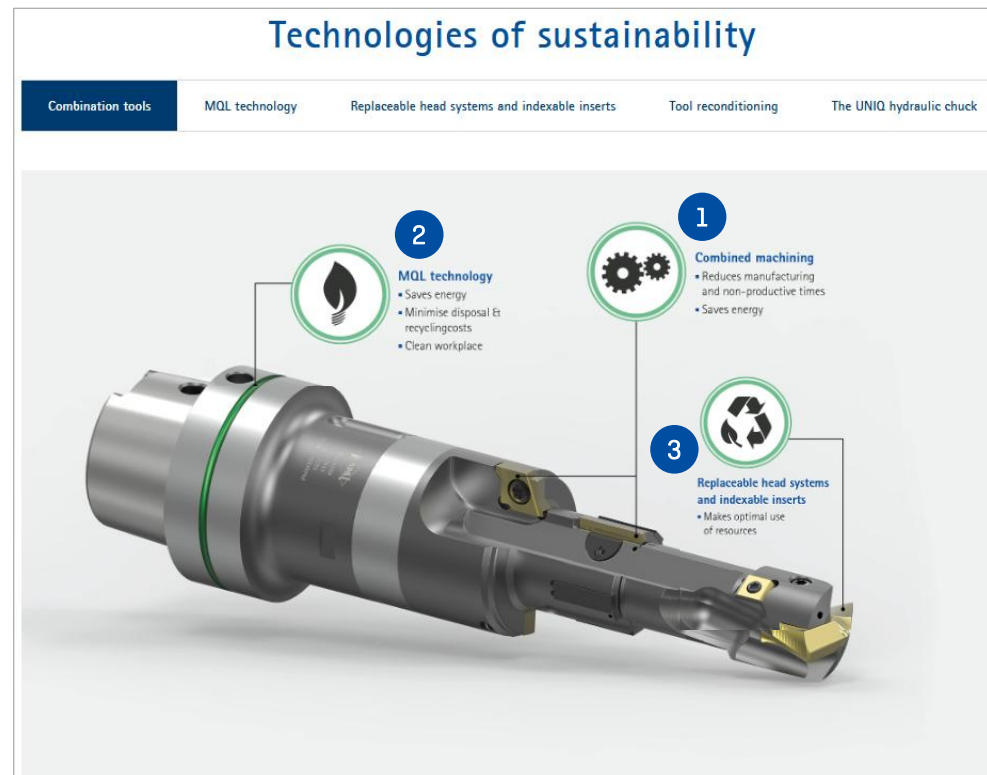 Technologies of sustainability
Combination tools
MQL technology
Replaceable head systems and indexable inserts
Tool reconditioning
The UNIQ hydraulic chuck
1
Combined machining
▪ Reduces manufacturing
and non-productive times
▪ Saves energy
2
MQL technology
▪ Saves energy
▪ Minimise disposal &
recyclingcosts
▪ Clean workplace
3
Replaceable head systems
and indexable inserts
▪ Makes optimal use
of resources